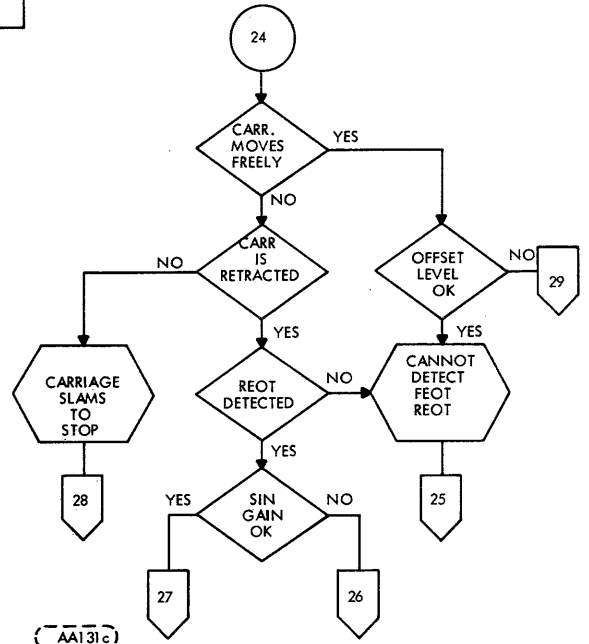 24
CARR.
MOVES
FREELY
YES
NO
CARR
IS
RETRACTED
NO
OFFSET
LEVEL
OK
NO
29
YES
YES
CARRIAGE
SLAMS
TO
STOP
REOT
DETECTED
NO
CANNOT
DETECT
FEOT
REOT
YES
28
SIN
GAIN
OK
YES
NO
25
27
26
AA131c